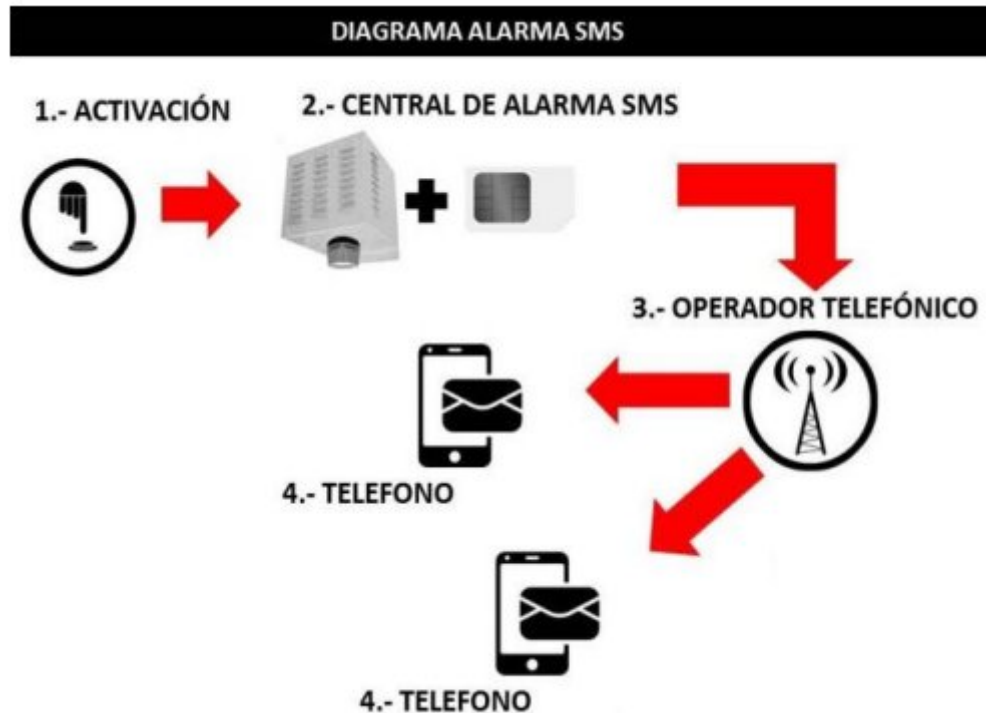 DIAGRAMA ALARMA SMS
1.- ACTIVACIÓN
2.- CENTRAL DE ALARMA SMS
3.- OPERADOR TELEFÓNICO
4.- TELEFONO
4.- TELEFONO